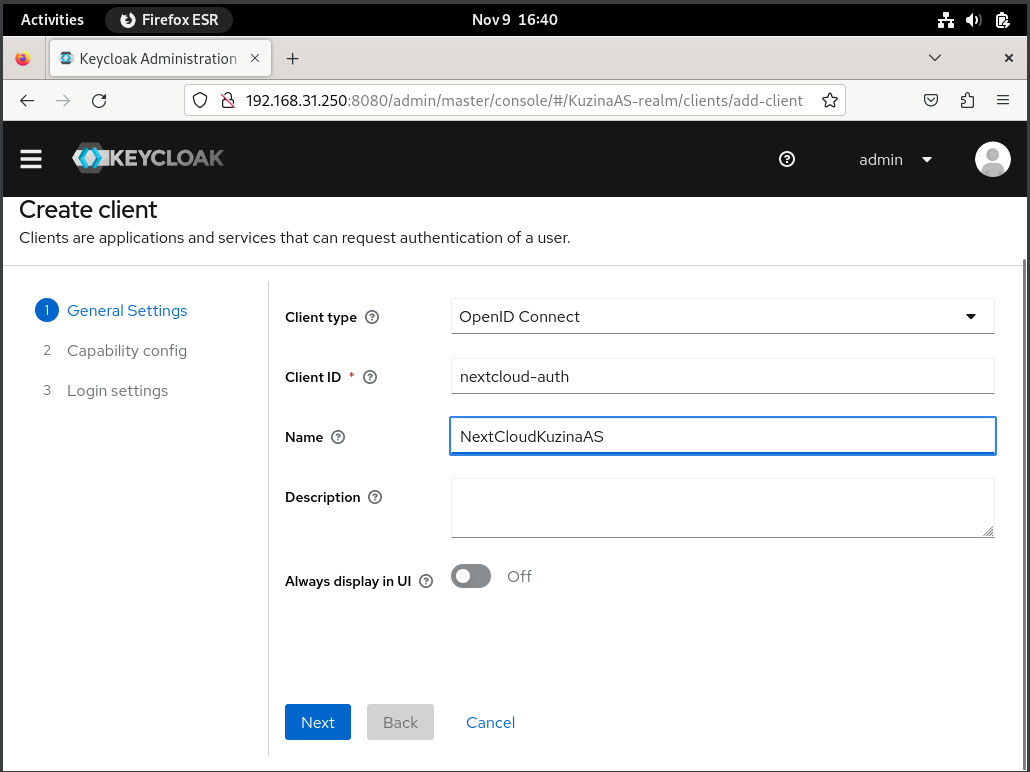 Activities Firefox ESR Nov 9 16:40
Keycloak Administration
192.168.31.250:8080/admin/master/console/#/KuzinaAS-realm/clients/add-client
KEYCLOAK admin
Create client
Clients are applications and services that can request authentication of a user.
1 General Settings
2 Capability config
3 Login settings
Client type OpenID Connect
Client ID * nextcloud-auth
Name NextCloudKuzinaAS
Description
Always display in UI Off
Next Back Cancel